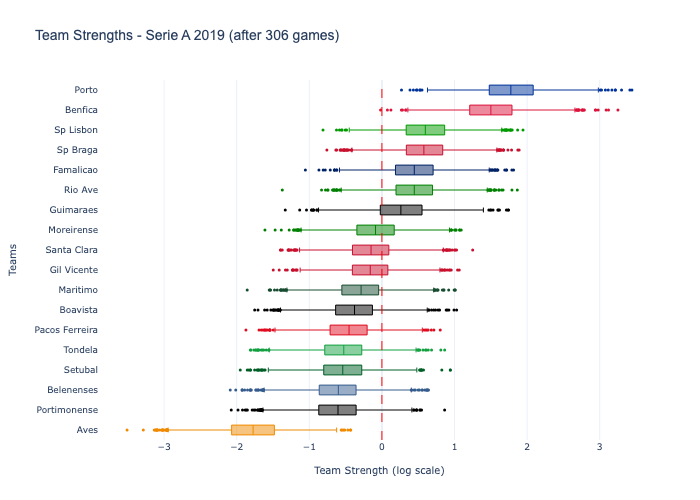 Team Strengths - Serie A 2019 (after 306 games)
Teams
Porto
Benfica
Sp Lisbon
Sp Braga
Famalicao
Rio Ave
Guimaraes
Moreirense
Santa Clara
Gil Vicente
Maritimo
Boavista
Pacos Ferreira
Tondela
Setubal
Belenenses
Portimonense
Aves
−3 −2 −1 0 1 2 3
Team Strength (log scale)